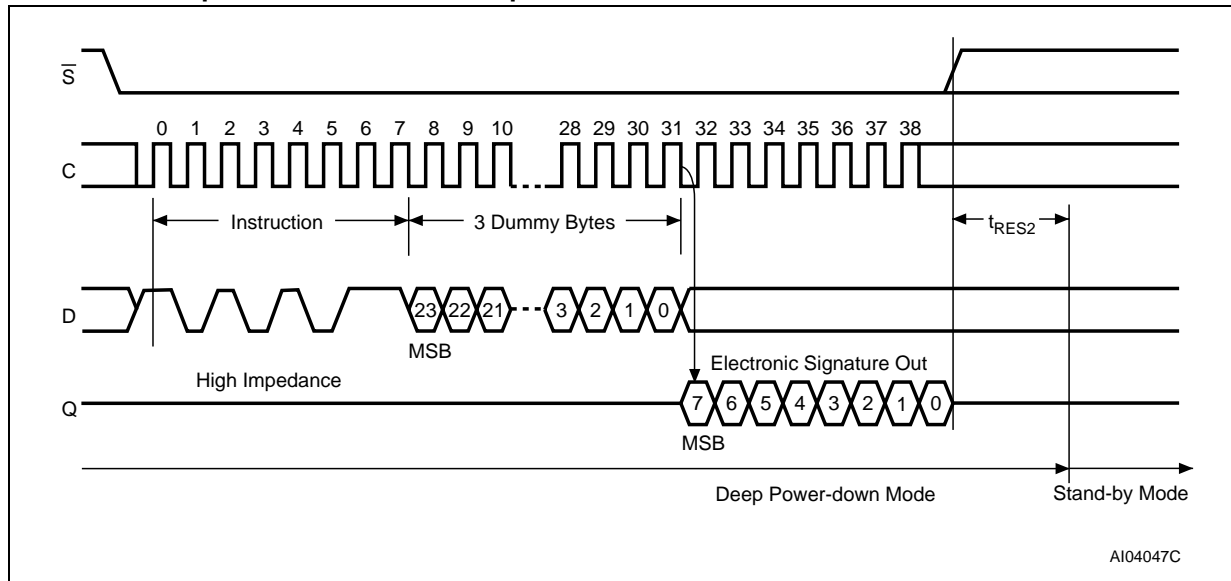 S
0 1 2 3 4 5 6 7 8 9 10 28 29 30 31 32 33 34 35 36 37 38
C
Instruction 3 Dummy Bytes tRES2
D 23 22 21 3 2 1 0
MSB
High Impedance Electronic Signature Out
Q 7 6 5 4 3 2 1 0
MSB
Deep Power-down Mode Stand-by Mode
AI04047C